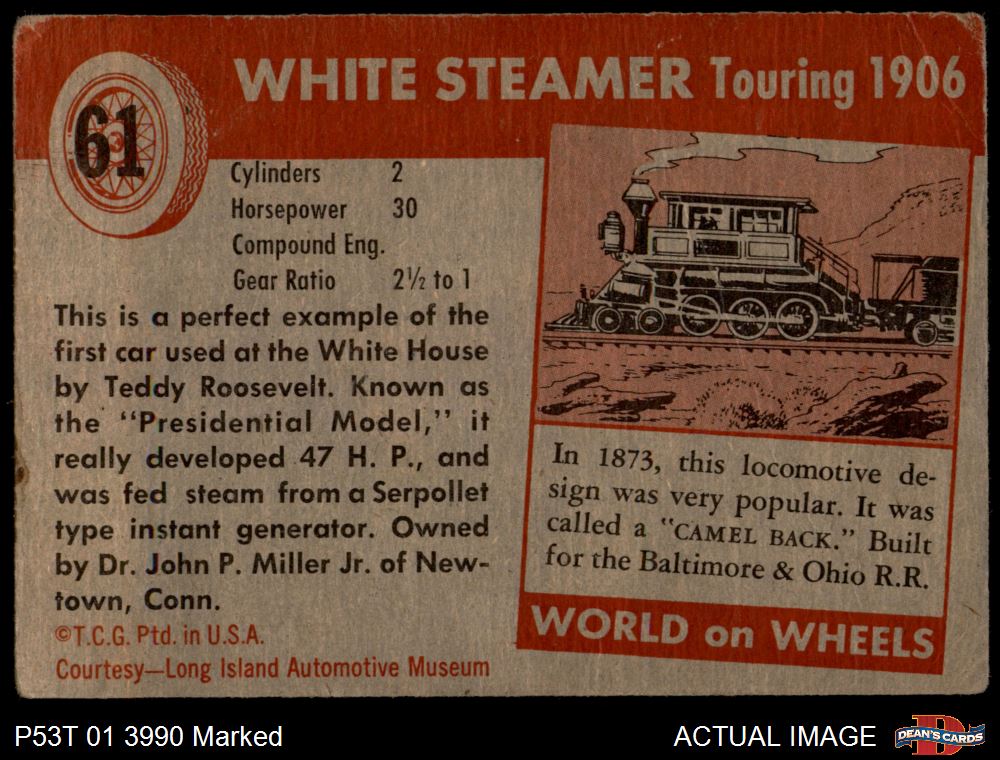 61
WHITE STEAMER Touring 1906
Cylinders 2
Horsepower 30
Compound Eng.
Gear Ratio 2½ to 1
This is a perfect example of the
first car used at the White House
by Teddy Roosevelt. Known as
the "Presidential Model," it
really developed 47 H. P., and
was fed steam from a Serpollet
type instant generator. Owned
by Dr. John P. Miller Jr. of New-
town, Conn.
©T.C.G. Ptd. in U.S.A.
Courtesy—Long Island Automotive Museum
In 1873, this locomotive de-
sign was very popular. It was
called a "CAMEL BACK." Built
for the Baltimore & Ohio R.R.
WORLD on WHEELS
P53T 01 3990 Marked
ACTUAL IMAGE
D
DEAN'S CARDS